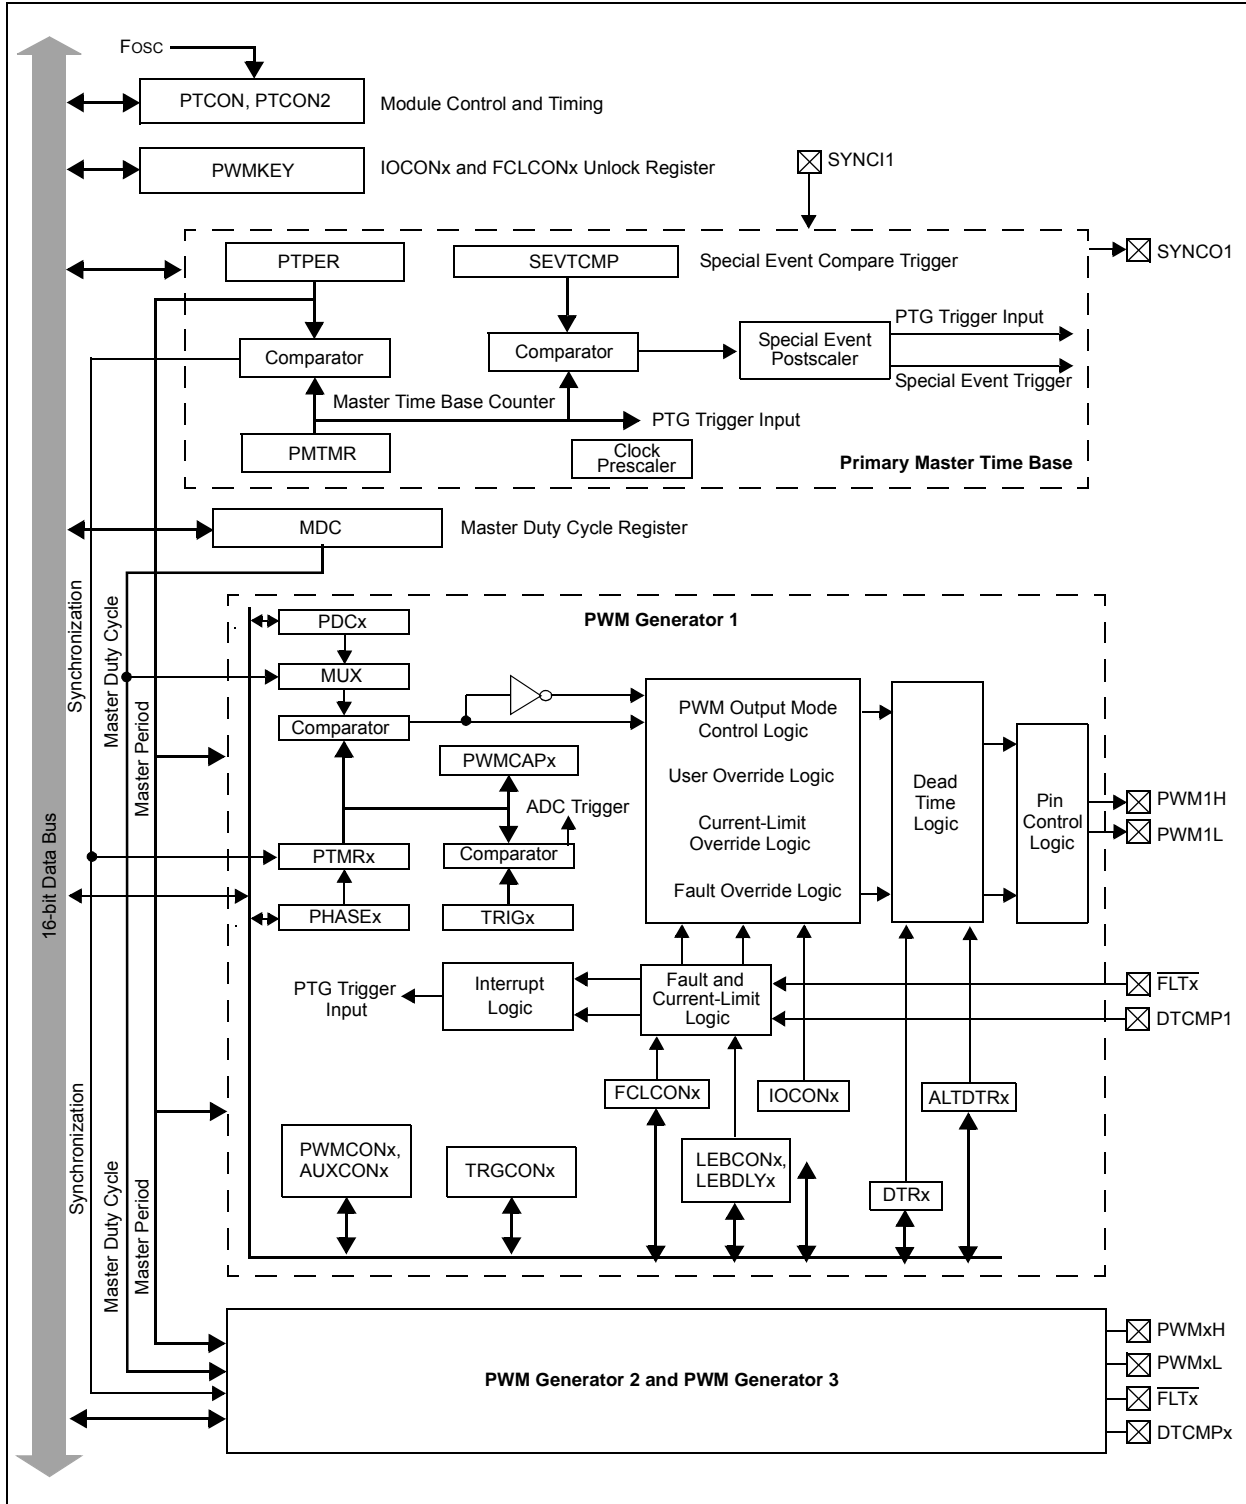 FOSC
PTCON, PTCON2
Module Control and Timing
PWMKEY
IOCONx and FCLCONx Unlock Register
SYNCI1
SYNCO1
PTPER
SEVTCMP
Special Event Compare Trigger
Comparator
Comparator
Special Event
Postscaler
PTG Trigger Input
Special Event Trigger
Master Time Base Counter
PTG Trigger Input
PMTMR
Clock
Prescaler
Primary Master Time Base
MDC
Master Duty Cycle Register
16-bit Data Bus
Synchronization
Master Duty Cycle
Master Period
PWM Generator 1
PDCx
MUX
Comparator
PWMCAPx
ADC Trigger
PTMRx
Comparator
PHASEx
TRIGx
PWM Output Mode
Control Logic
User Override Logic
Current-Limit
Override Logic
Fault Override Logic
Dead
Time
Logic
Pin
Control
Logic
PWM1H
PWM1L
PTG Trigger
Input
Interrupt
Logic
Fault and
Current-Limit
Logic
FLTx
DTCMP1
FCLCONx
IOCONx
ALTDTRx
PWMCONx,
AUXCONx
TRGCONx
LEBCONx,
LEBDLYx
DTRx
Synchronization
Master Duty Cycle
Master Period
PWM Generator 2 and PWM Generator 3
PWMxH
PWMxL
FLTx
DTCMPx